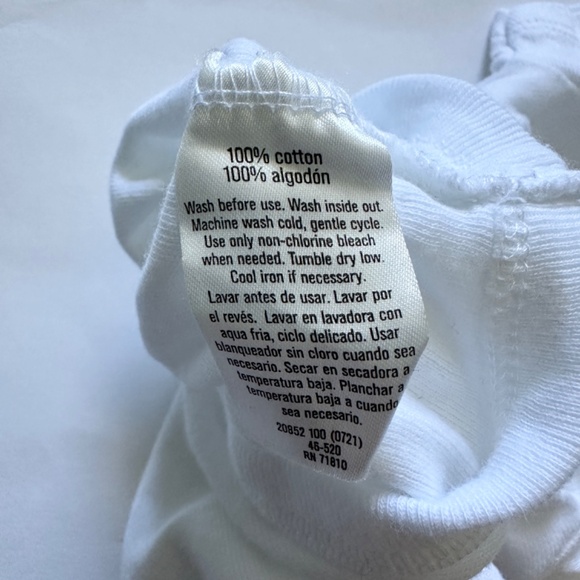 100% cotton
100% algodón
Wash before use. Wash inside out.
Machine wash cold, gentle cycle.
Use only non-chlorine bleach
when needed. Tumble dry low.
Cool iron if necessary.
Lavar antes de usar. Lavar por
el revés. Lavar en lavadora con
agua fria, ciclo delicado. Usar
blanqueador sin cloro cuando sea
necesario. Secar en secadora a
temperatura baja. Planchar a
temperatura baja a cuando
sea necesario.
20852 100 (0721)
46-520
RN 71810